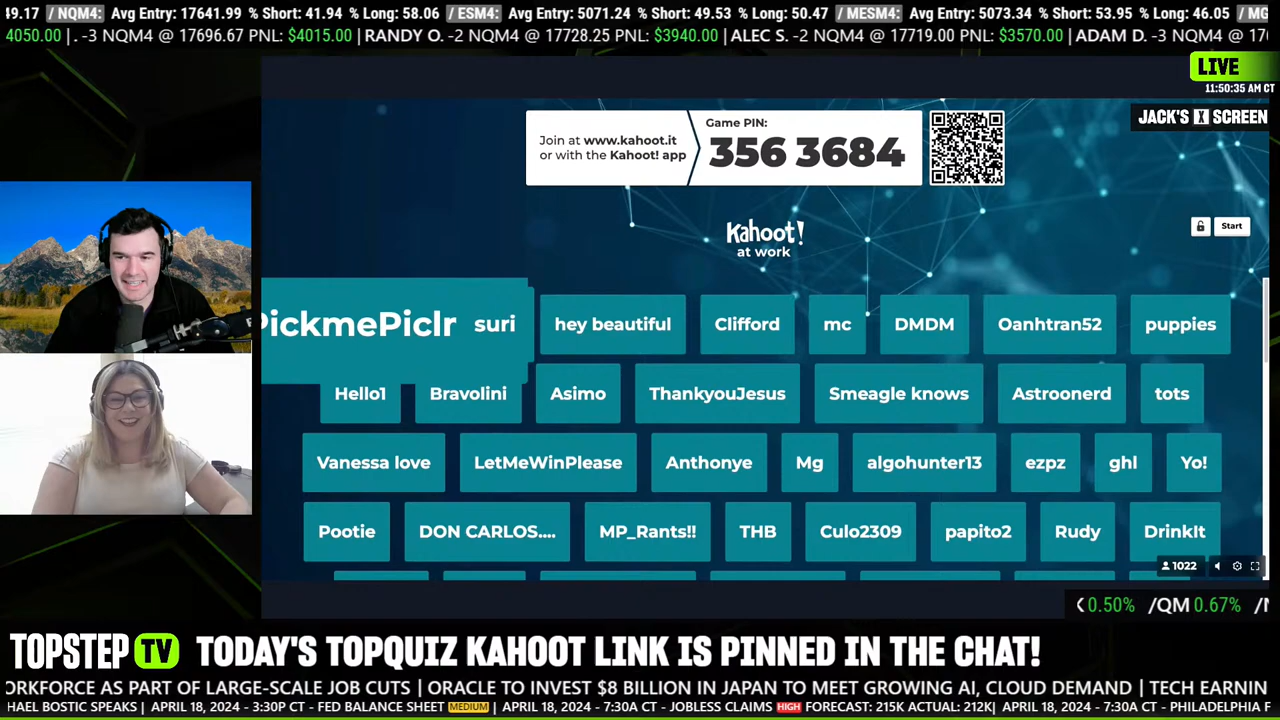 49.17 | / NQM4: Avg Entry: 17641.99 % Short: 41.94 % Long: 58.06 | / ESM4: Avg Entry: 5071.24 % Short: 49.53 % Long: 50.47 | / MESM4: Avg Entry: 5073.34 % Short: 53.95 % Long: 46.05 | / MG
4050.00 | . -3 NQM4 @ 17696.67 PNL: $4015.00 | RANDY O. -2 NQM4 @ 17728.25 PNL: $3940.00 | ALEC S. -2 NQM4 @ 17719.00 PNL: $3570.00 | ADAM D. -3 NQM4 @
LIVE
11:50:35 AM CT
JACK'S X SCREEN
Join at www.kahoot.it
or with the Kahoot! app
Game PIN:
356 3684
Kahoot!
at work
Start
PickmePiclr suri hey beautiful Clifford mc DMDM Oanhtran52 puppies
Hello1 Bravolini Asimo ThankyouJesus Smeagle knows Astroonerd tots
Vanessa love LetMeWinPlease Anthonye Mg algohunter13 ezpz ghl Yo!
Pootie DON CARLOS.... MP_Rants!! THB Culo2309 papito2 Rudy DrinkIt
1022
0.50% /QM 0.67%
TOPSTEP TV TODAY'S TOPQUIZ KAHOOT LINK IS PINNED IN THE CHAT!
ORKFORCE AS PART OF LARGE-SCALE JOB CUTS | ORACLE TO INVEST $8 BILLION IN JAPAN TO MEET GROWING AI, CLOUD DEMAND | TECH EARNIN
HAEL BOSTIC SPEAKS | APRIL 18, 2024 - 3:30P CT - FED BALANCE SHEET MEDIUM | APRIL 18, 2024 - 7:30A CT - JOBLESS CLAIMS HIGH FORECAST: 215K ACTUAL: 212K | APRIL 18, 2024 - 7:30A CT - PHILADELPHIA F